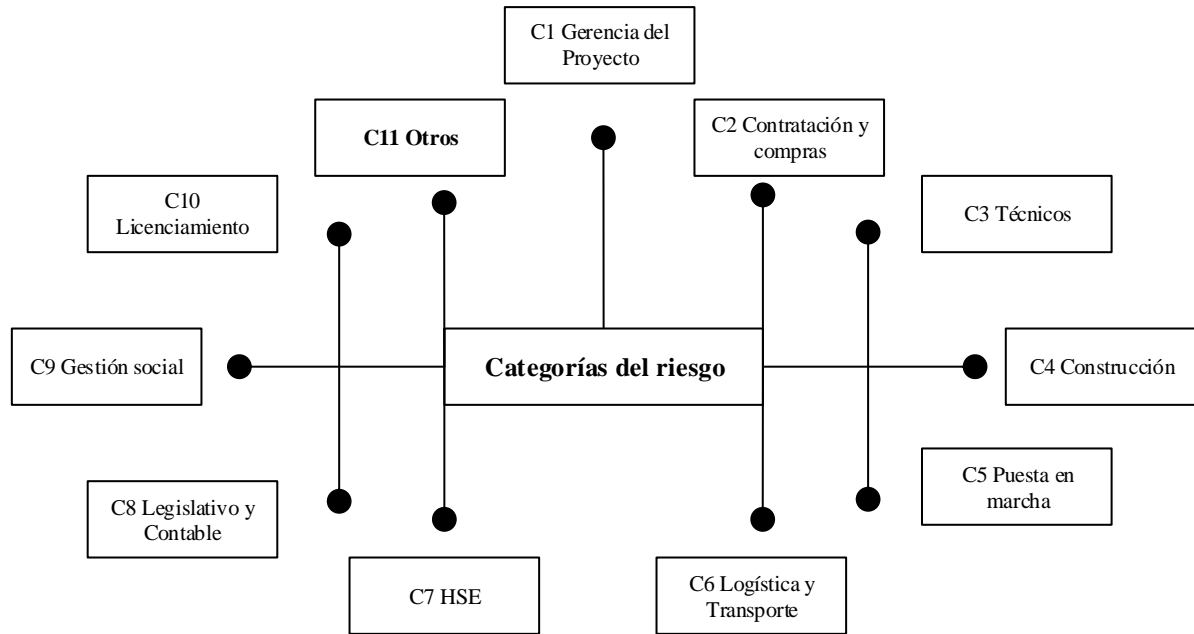 C1 Gerencia del
Proyecto
C11 Otros
C2 Contratación y
compras
C10
Licenciamiento
C3 Técnicos
C9 Gestión social
Categorías del riesgo
C4 Construcción
C8 Legislativo y
Contable
C5 Puesta en
marcha
C7 HSE
C6 Logística y
Transporte